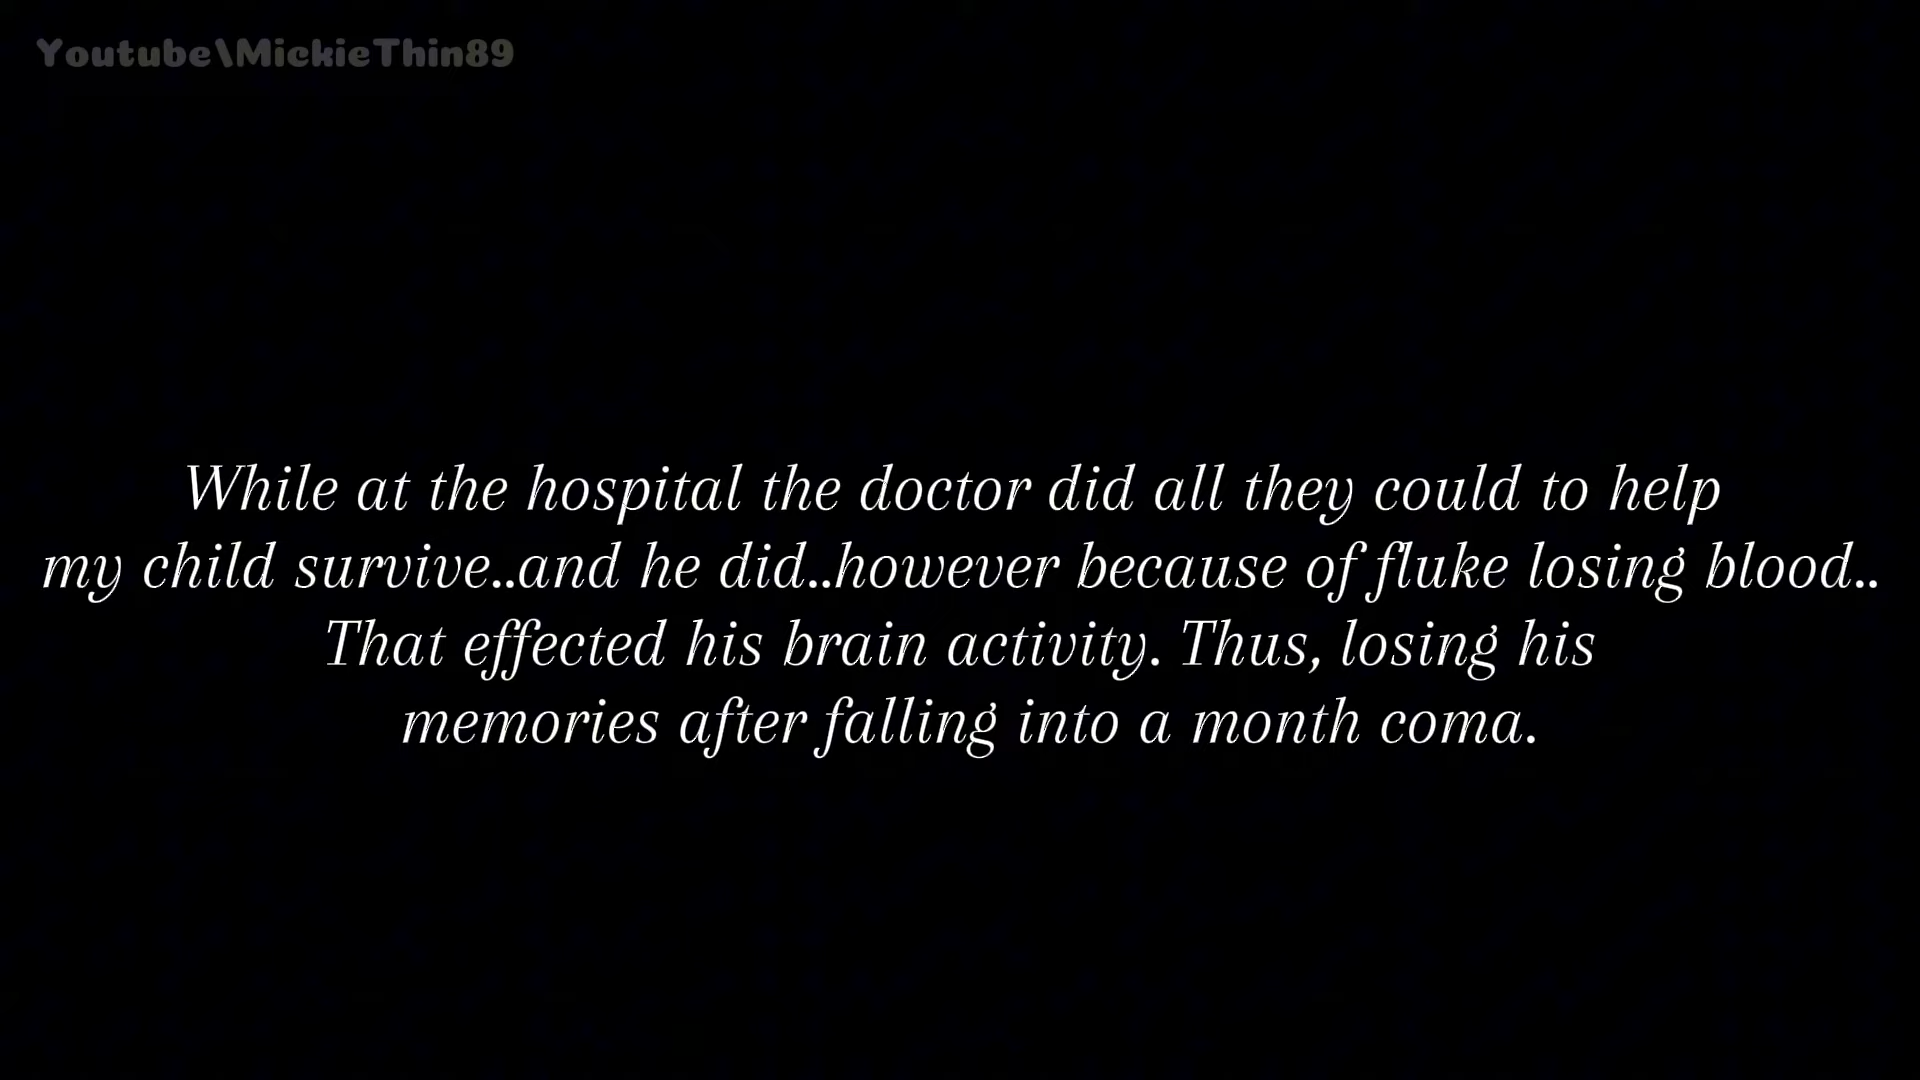 Youtube\MickieThin89
While at the hospital the doctor did all they could to help
my child survive..and he did..however because of fluke losing blood..
That effected his brain activity. Thus, losing his
memories after falling into a month coma.